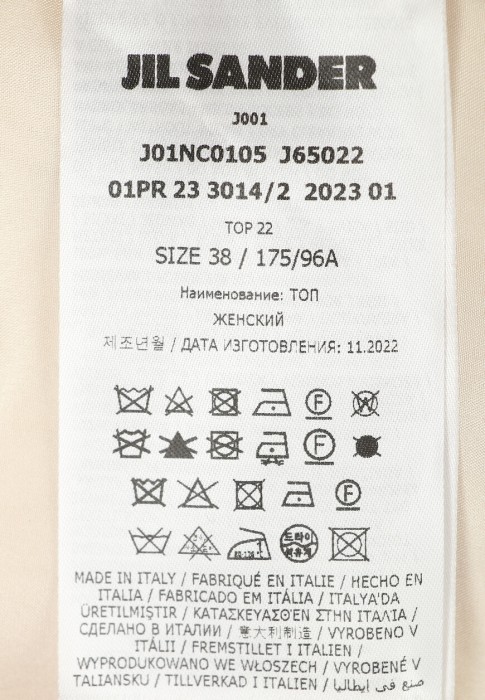 JIL SANDER
J001
J01NC0105 J65022
01PR 23 3014/2 2023 01
TOP 22
SIZE 38 / 175/96A
Наименование: ТОП
ЖЕНСКИЙ
제조년월 / ДАТА ИЗГОТОВЛЕНИЯ: 11.2022
F W
F
F
드라이
MADE IN ITALY / FABRIQUÉ EN ITALIE / HECHO EN
ITALIA / FABRICADO EM ITÁLIA / ITALYA'DA
ÜRETILMIŞTIR / ΚΑΤΑΣΚΕΥΑΣΘΕΝ ΣΤΗΝ ΙΤΑΛΙΑ /
СДЕЛАНО В ИТАЛИИ / 意大利制造 / VYROBENO V
ITÁLII / FREMSTILLET I ITALIEN /
WYPRODUKOWANO WE WŁOSZECH / VYROBENÉ V
TALIANSKU / TILLVERKAD I ITALIEN / صنع في ايطاليا